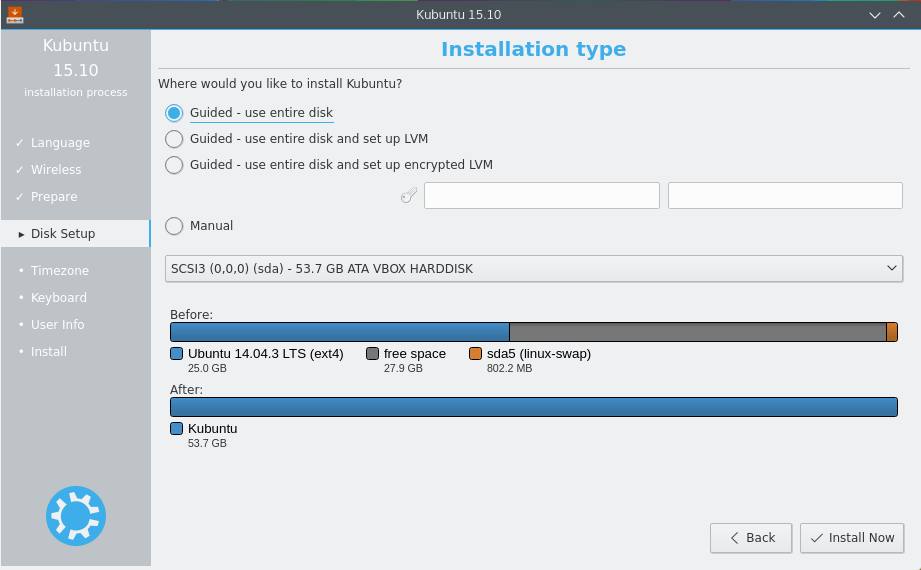 Kubuntu 15.10
Kubuntu
15.10
installation process
✓ Language
✓ Wireless
✓ Prepare
▸ Disk Setup
• Timezone
• Keyboard
• User Info
• Install
Installation type
Where would you like to install Kubuntu?
Guided - use entire disk
Guided - use entire disk and set up LVM
Guided - use entire disk and set up encrypted LVM
Manual
SCSI3 (0,0,0) (sda) - 53.7 GB ATA VBOX HARDDISK
Before:
Ubuntu 14.04.3 LTS (ext4) free space sda5 (linux-swap)
25.0 GB 27.9 GB 802.2 MB
After:
Kubuntu
53.7 GB
Back Install Now